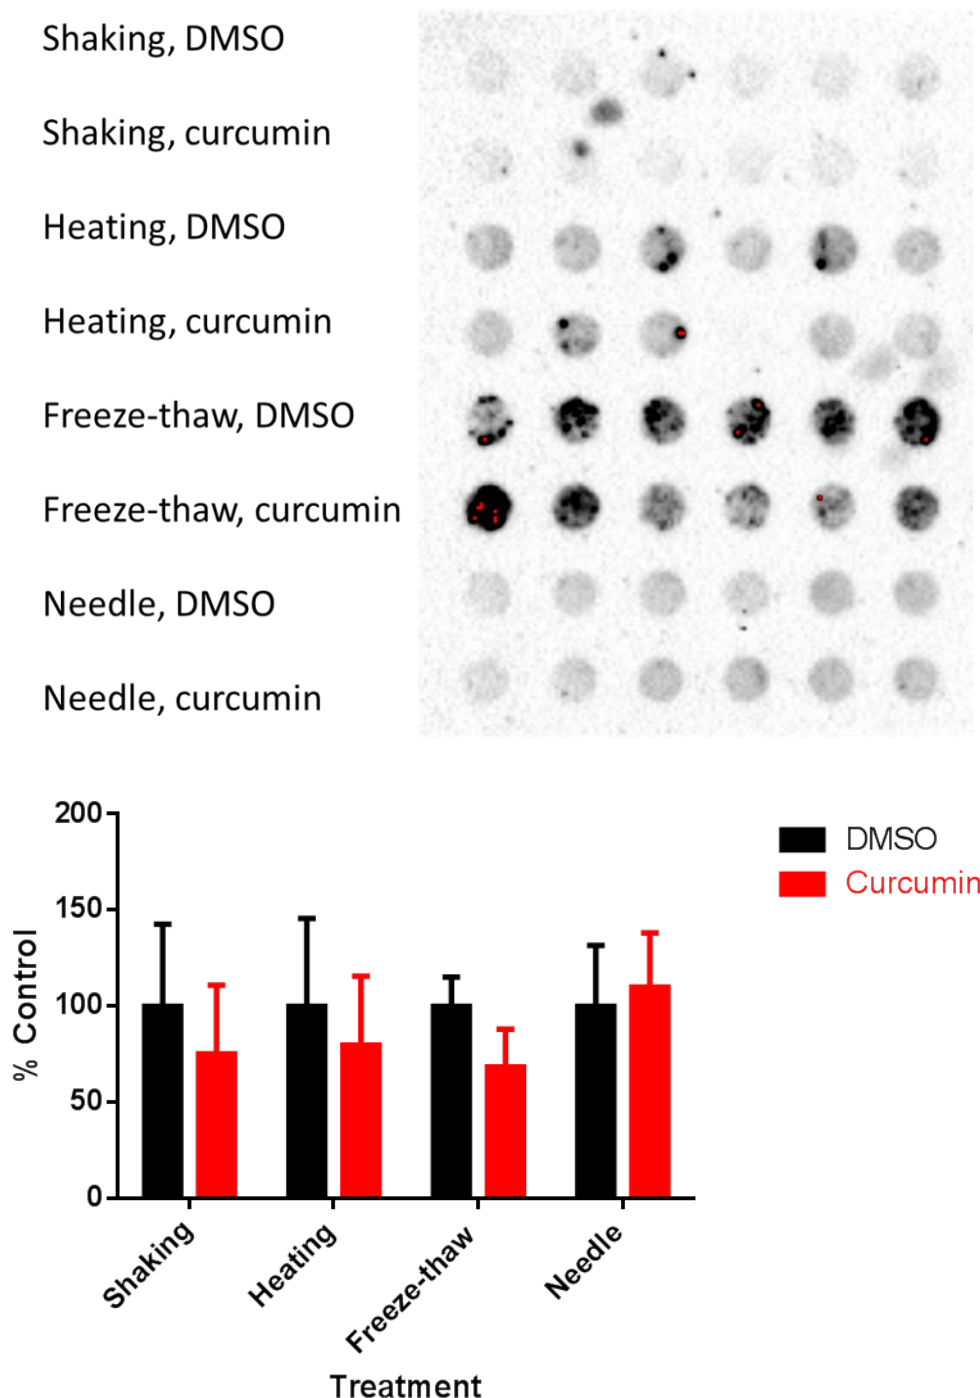 Shaking, DMSO
Shaking, curcumin
Heating, DMSO
Heating, curcumin
Freeze-thaw, DMSO
Freeze-thaw, curcumin
Needle, DMSO
Needle, curcumin
200
150
100
50
0
% Control
DMSO
Curcumin
Shaking
Heating
Freeze-thaw
Needle
Treatment